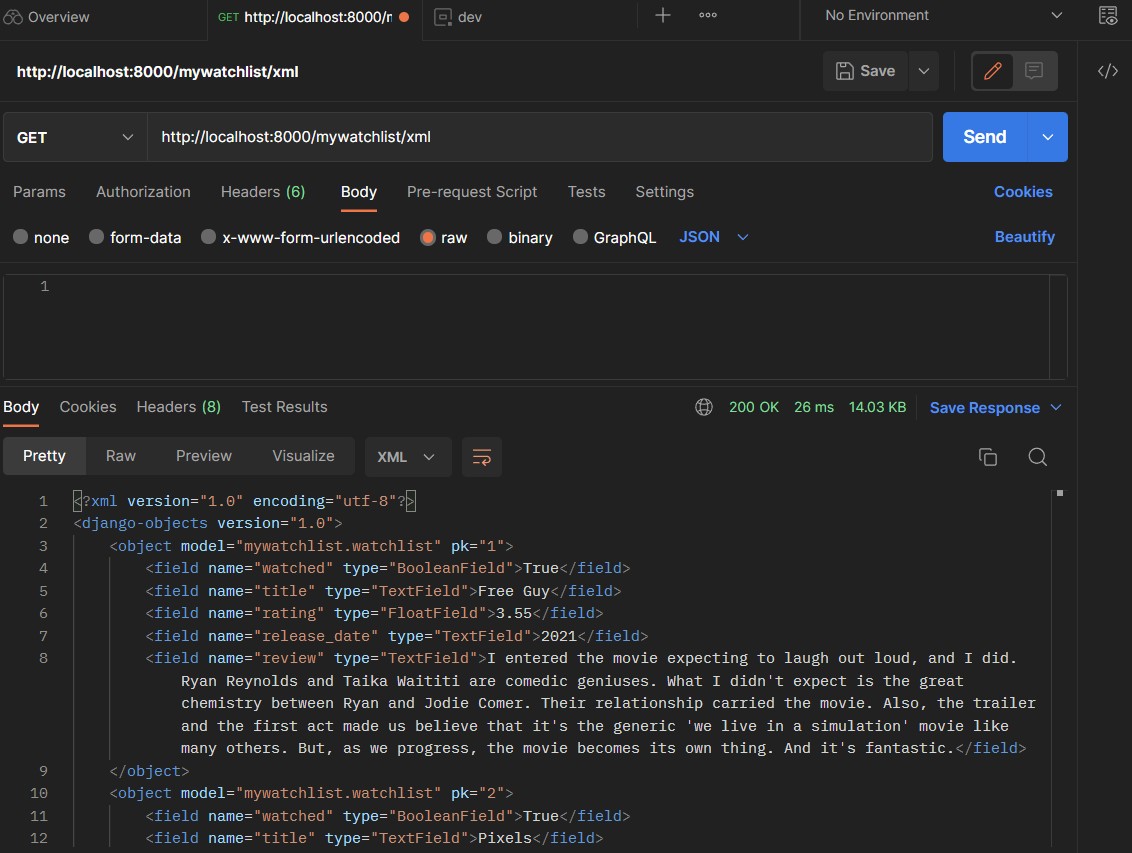 Overview
GET http://localhost:8000/n
dev
No Environment
http://localhost:8000/mywatchlist/xml
Save
GET
http://localhost:8000/mywatchlist/xml
Send
Params Authorization Headers (6) Body Pre-request Script Tests Settings Cookies
none form-data x-www-form-urlencoded raw binary GraphQL JSON Beautify
1
Body Cookies Headers (8) Test Results 200 OK 26 ms 14.03 KB Save Response
Pretty Raw Preview Visualize XML
1 <?xml version="1.0" encoding="utf-8"?>
2 <django-objects version="1.0">
3 <object model="mywatchlist.watchlist" pk="1">
4 <field name="watched" type="BooleanField">True</field>
5 <field name="title" type="TextField">Free Guy</field>
6 <field name="rating" type="FloatField">3.55</field>
7 <field name="release_date" type="TextField">2021</field>
8 <field name="review" type="TextField">I entered the movie expecting to laugh out loud, and I did.
Ryan Reynolds and Taika Waititi are comedic geniuses. What I didn't expect is the great
chemistry between Ryan and Jodie Comer. Their relationship carried the movie. Also, the trailer
and the first act made us believe that it's the generic 'we live in a simulation' movie like
many others. But, as we progress, the movie becomes its own thing. And it's fantastic.</field>
9 </object>
10 <object model="mywatchlist.watchlist" pk="2">
11 <field name="watched" type="BooleanField">True</field>
12 <field name="title" type="TextField">Pixels</field>